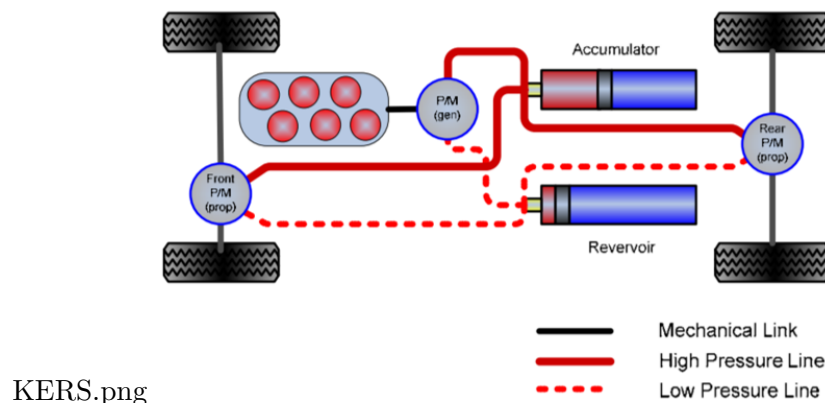 Accumulator
P/M
(gen)
Rear
P/M
(prop)
Front
P/M
(prop)
Revervoir
Mechanical Link
High Pressure Line
Low Pressure Line
KERS.png